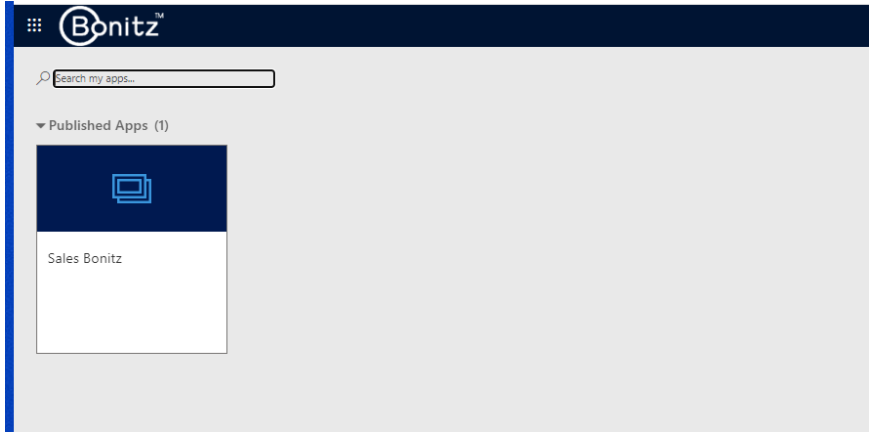 Bonitz™
Search my apps...
Published Apps (1)
Sales Bonitz